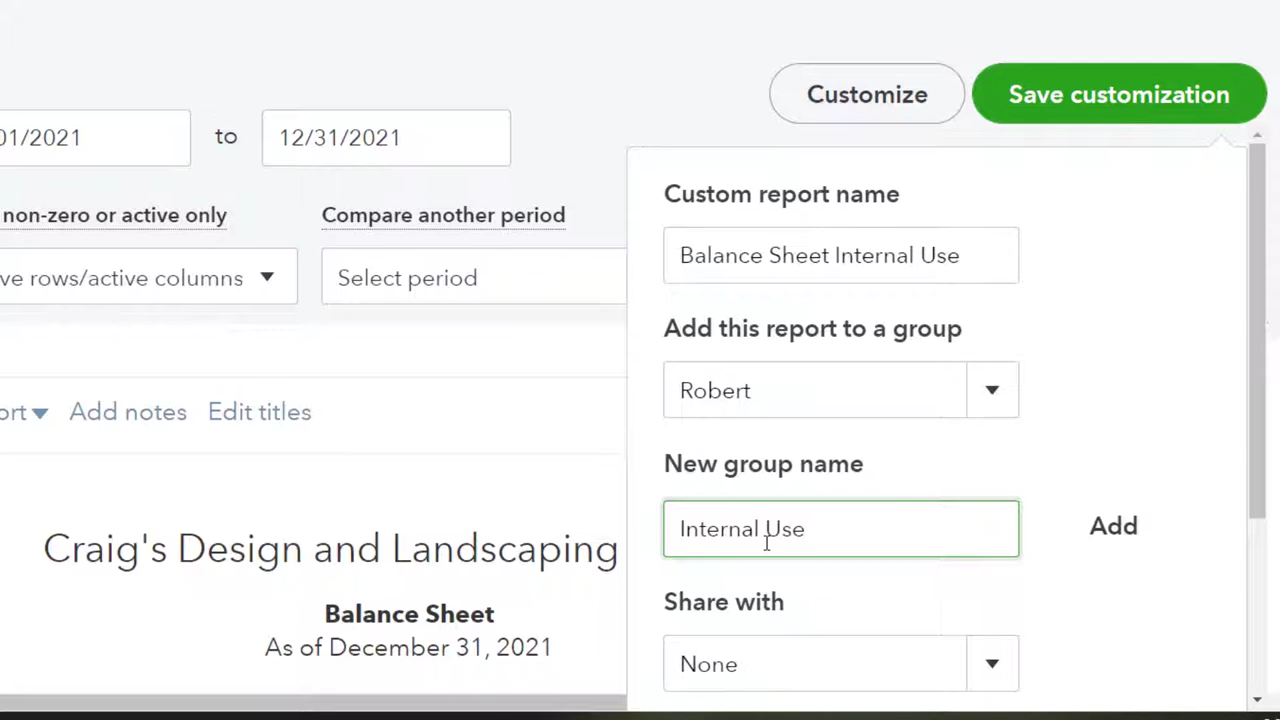 Customize
Save customization
01/2021
to
12/31/2021
Custom report name
non-zero or active only
Compare another period
Balance Sheet Internal Use
rows/active columns
Select period
Add this report to a group
Robert
Add notes
Edit titles
New group name
Internal Use
Add
Craig's Design and Landscaping
Share with
Balance Sheet
As of December 31, 2021
None